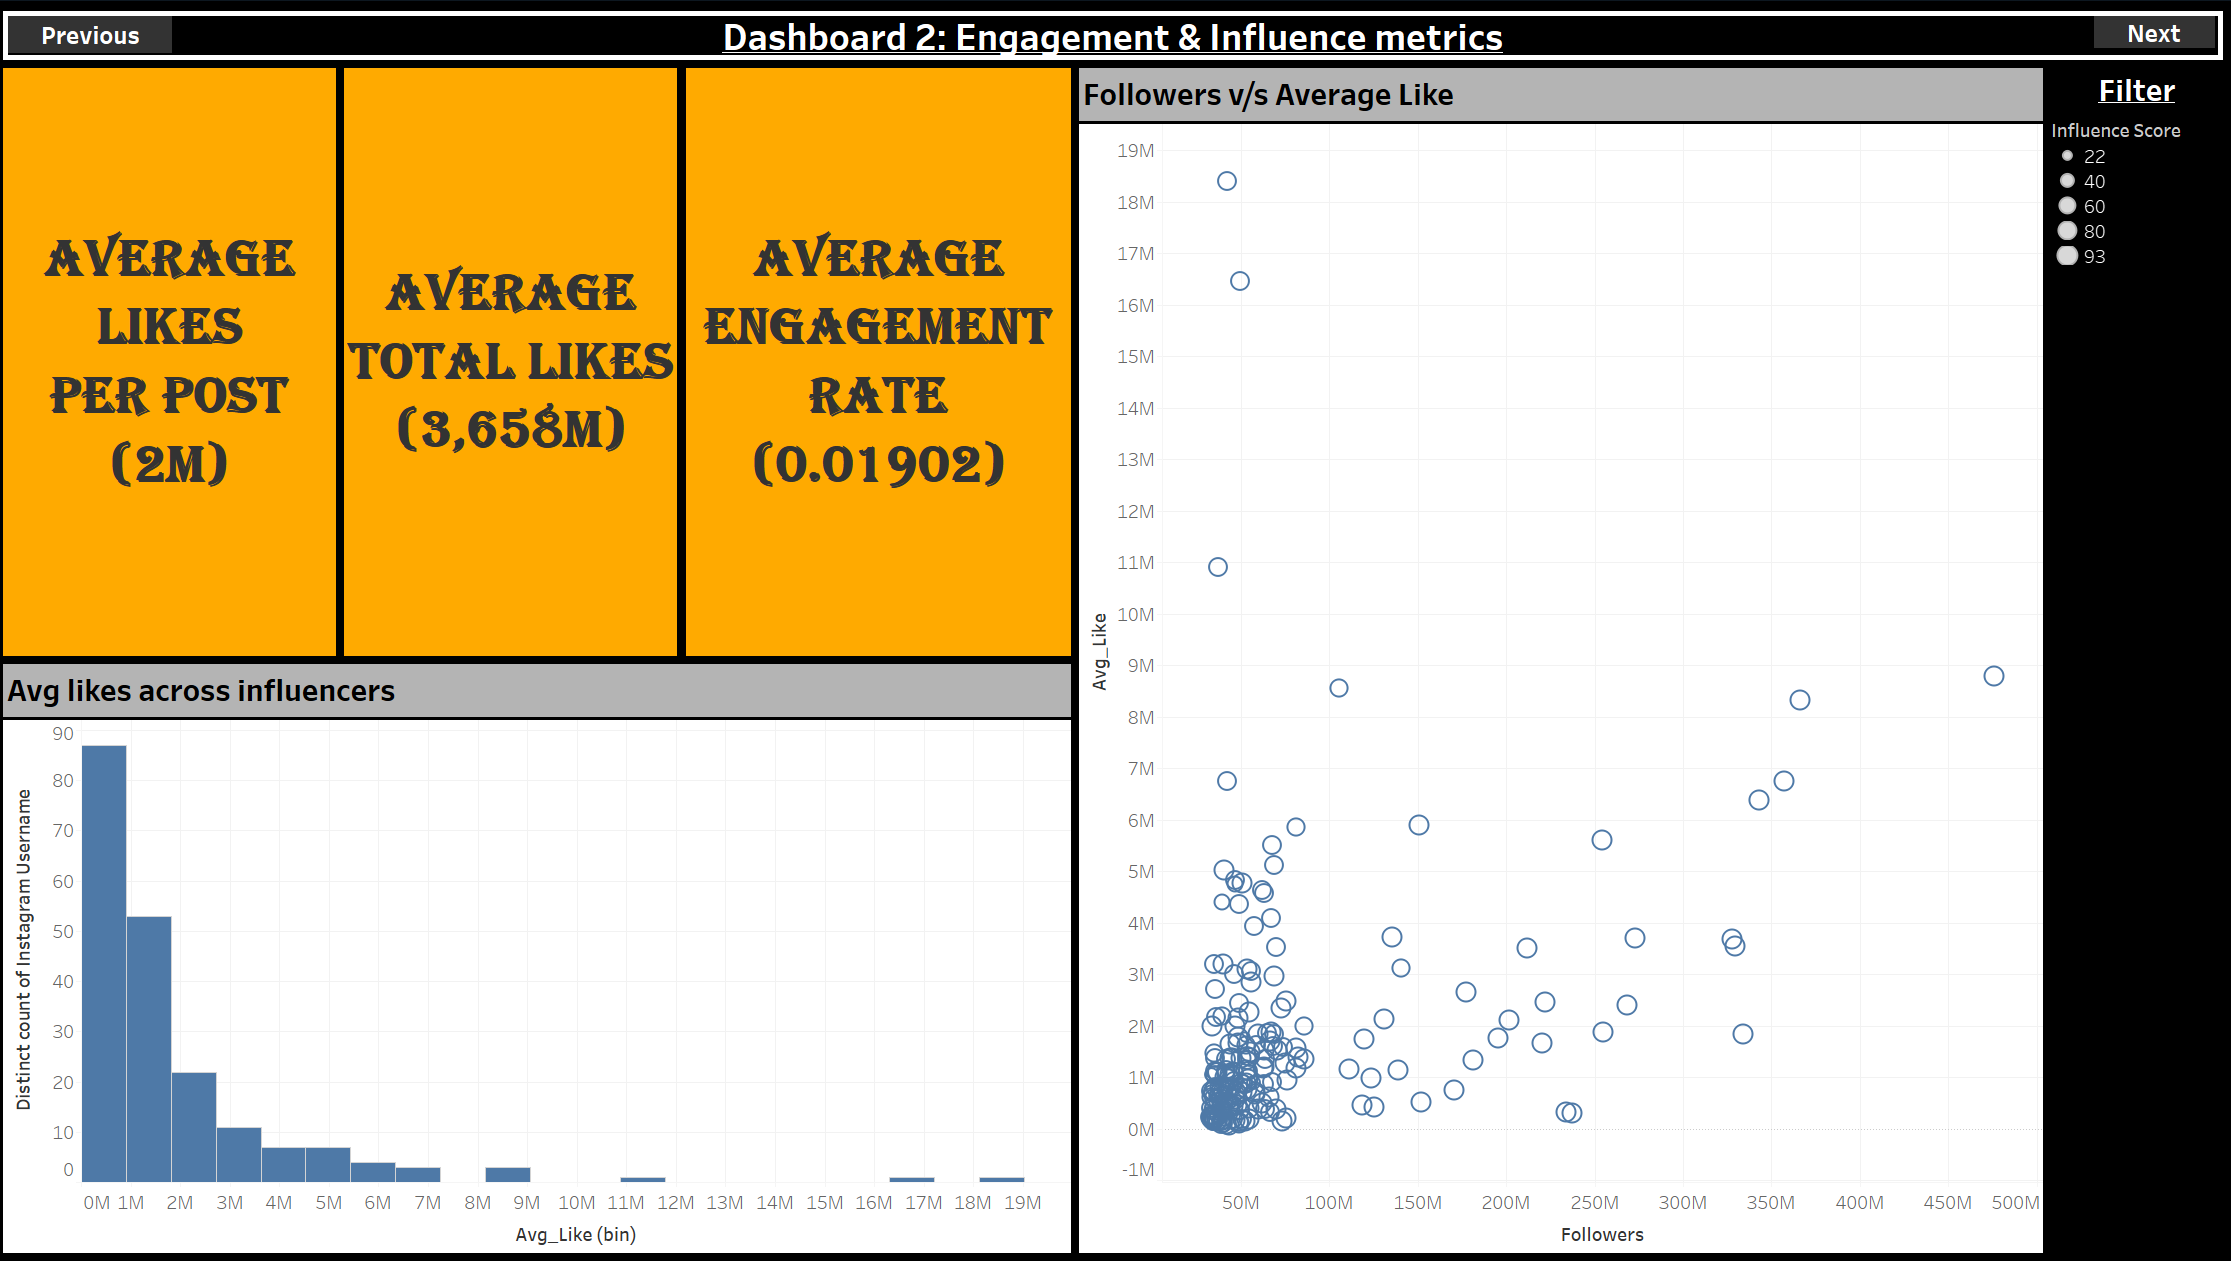 Previous
Dashboard 2: Engagement & Influence metrics
Next
AVERAGE
LIKES
PER POST
(2M)
AVERAGE
TOTAL LIKES
(3,658M)
AVERAGE
ENGAGEMENT
RATE
(0.01902)
Followers v/s Average Like
19M
18M
17M
16M
15M
14M
13M
12M
11M
10M
9M
8M
7M
6M
5M
4M
3M
2M
1M
0M
-1M
Avg_Like
50M 100M 150M 200M 250M 300M 350M 400M 450M 500M
Followers
Filter
Influence Score
22
40
60
80
93
Avg likes across influencers
90
80
70
60
50
40
30
20
10
0
Distinct count of Instagram Username
0M 1M 2M 3M 4M 5M 6M 7M 8M 9M 10M 11M 12M 13M 14M 15M 16M 17M 18M 19M
Avg_Like (bin)